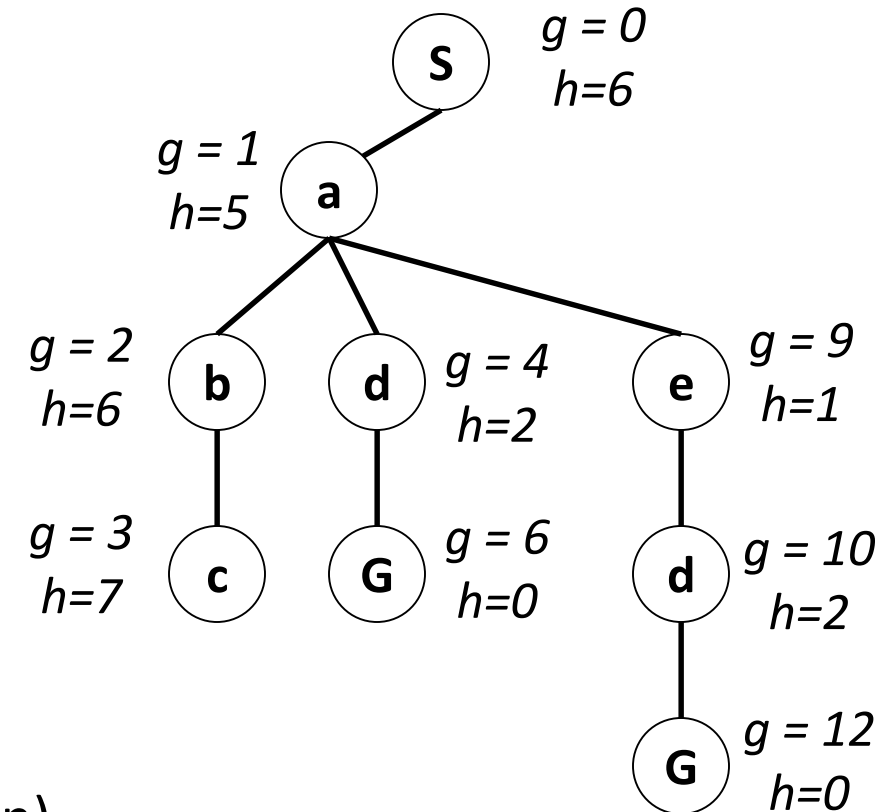 S
g = 0
h=6
g = 1
h=5
a
g = 2
h=6
b
d
g = 4
h=2
e
g = 9
h=1
g = 3
h=7
c
G
g = 6
h=0
d
g = 10
h=2
G
g = 12
h=0